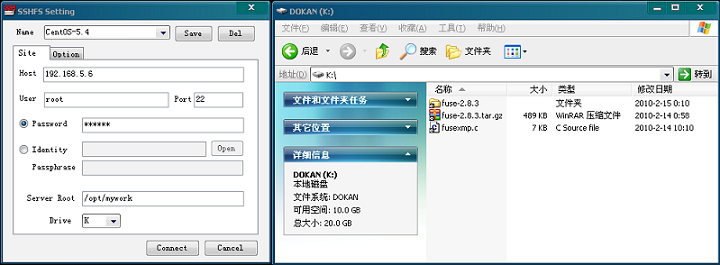 SSHFS Setting
Name CentOS-5.4 Save Del
Site Option
Host 192.168.5.6
User root Port 22
Password ******
Identity Open
Passphrase
Server Root /opt/mywork
Drive K
Connect Cancel
DOKAN (K:)
文件(F) 编辑(E) 查看(V) 收藏(A) 工具(T) 帮助(H)
后退 搜索 文件夹
地址(D) K:\ 转到
文件和文件夹任务
其它位置
详细信息
DOKAN (K:)
本地磁盘
文件系统: DOKAN
可用空间: 10.0 GB
总大小: 20.0 GB
名称 大小 类型 修改日期
fuse-2.8.3 文件夹 2010-2-15 0:10
fuse-2.8.3.tar.gz 489 KB WinRAR 压缩文件 2010-2-14 0:58
fusexmp.c 7 KB C Source file 2010-2-14 10:10